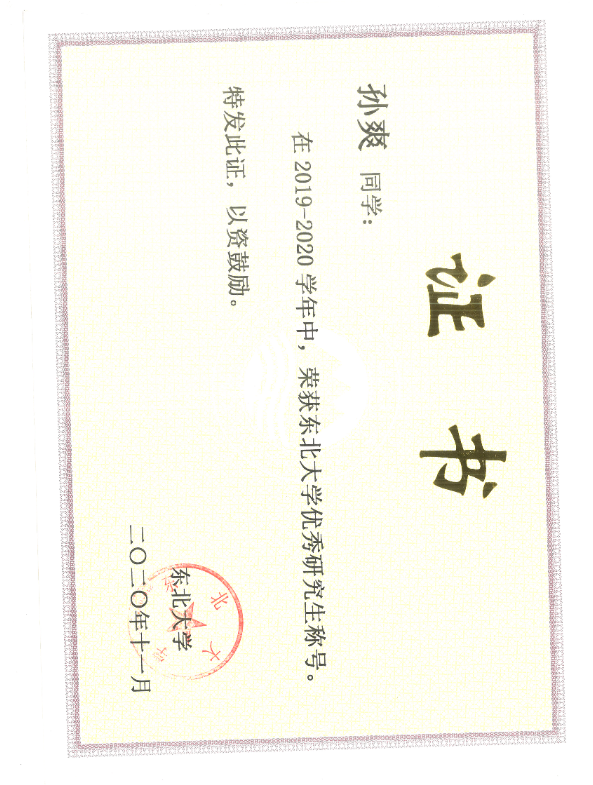 证书
孙爽 同学：
在 2019-2020 学年中，荣获东北大学优秀研究生称号。
特发此证，以资鼓励。
东北大学
二〇二〇年十一月